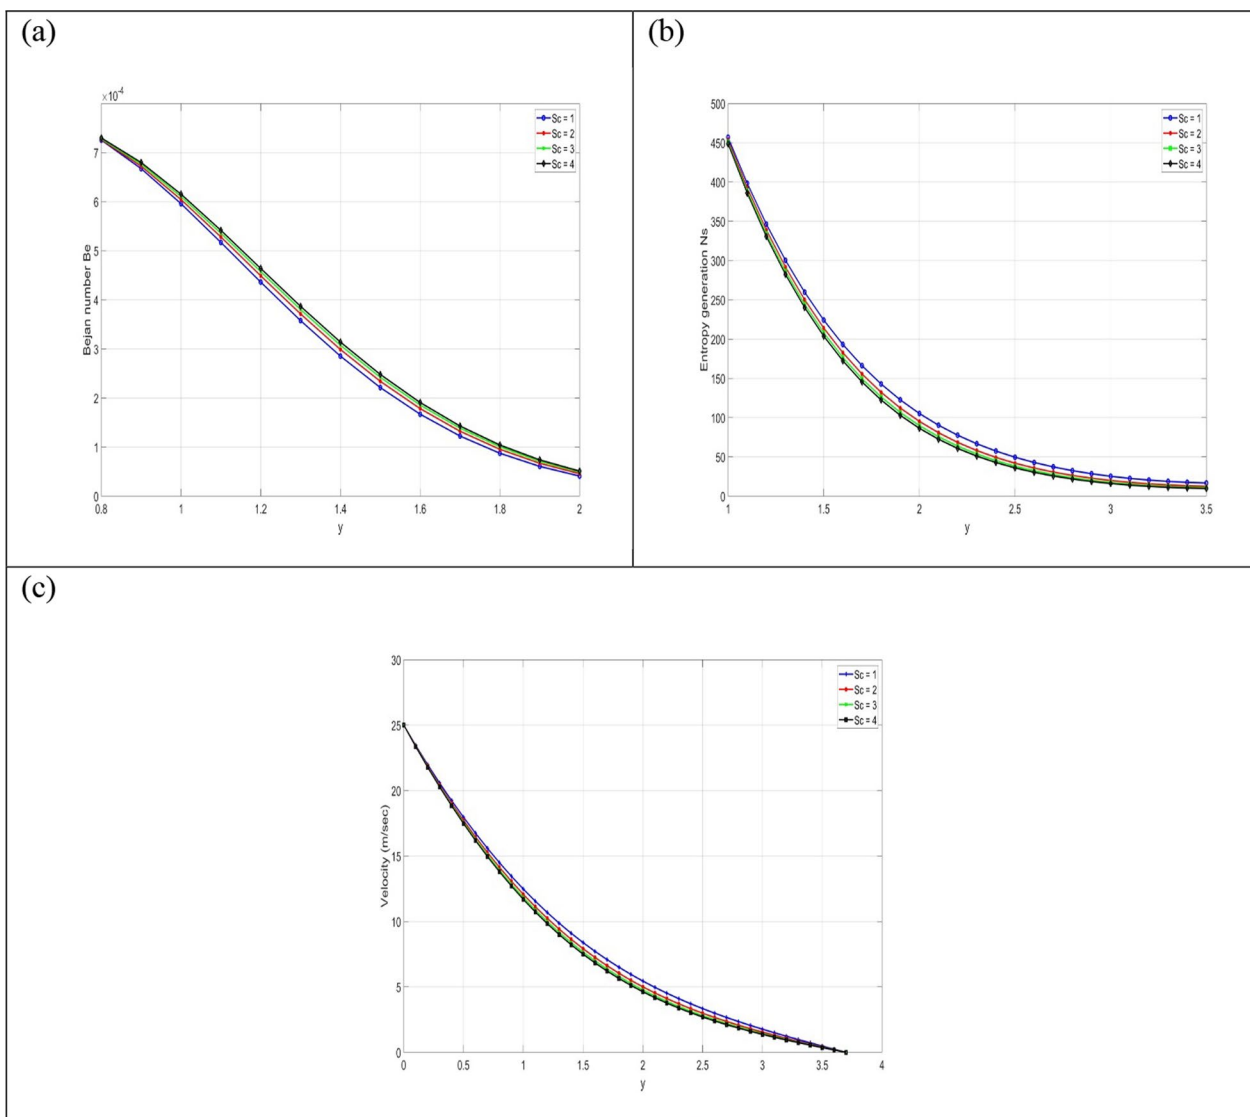 (a)
×10⁻⁴
7
6
5
4
3
2
1
0
0.8 1 1.2 1.4 1.6 1.8 2
y
Bejan number Be
Sc = 1
Sc = 2
Sc = 3
Sc = 4
(b)
500
450
400
350
300
250
200
150
100
50
0
1 1.5 2 2.5 3 3.5
y
Entropy generation Ns
Sc = 1
Sc = 2
Sc = 3
Sc = 4
(c)
30
25
20
15
10
5
0
0 0.5 1 1.5 2 2.5 3 3.5 4
y
Velocity (m/sec)
Sc = 1
Sc = 2
Sc = 3
Sc = 4